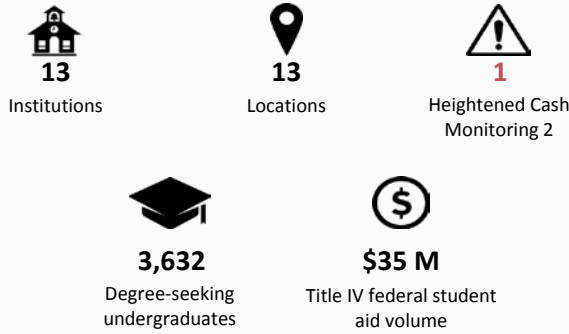 13
Institutions
13
Locations
1
Heightened Cash
Monitoring 2
3,632
Degree-seeking
undergraduates
$
$35 M
Title IV federal student
aid volume